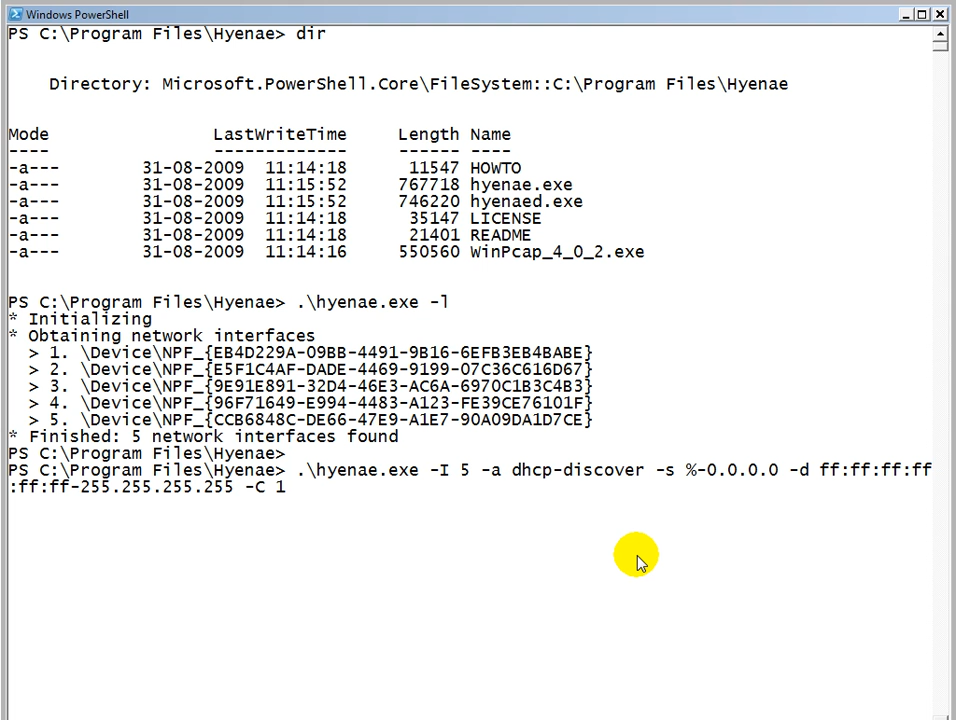 Windows PowerShell
PS C:\Program Files\Hyenae> dir
Directory: Microsoft.PowerShell.Core\FileSystem::C:\Program Files\Hyenae
Mode LastWriteTime Length Name
---- ------------- ------ ----
-a--- 31-08-2009 11:14:18 11547 HOWTO
-a--- 31-08-2009 11:15:52 767718 hyenae.exe
-a--- 31-08-2009 11:15:52 746220 hyenaed.exe
-a--- 31-08-2009 11:14:18 35147 LICENSE
-a--- 31-08-2009 11:14:18 21401 README
-a--- 31-08-2009 11:14:16 550560 WinPcap_4_0_2.exe
PS C:\Program Files\Hyenae> .\hyenae.exe -l
* Initializing
* Obtaining network interfaces
> 1. \Device\NPF_{EB4D229A-09BB-4491-9B16-6EFB3EB4BABE}
> 2. \Device\NPF_{E5F1C4AF-DADE-4469-9199-07C36C616D67}
> 3. \Device\NPF_{9E91E891-32D4-46E3-AC6A-6970C1B3C4B3}
> 4. \Device\NPF_{96F71649-E994-4483-A123-FE39CE76101F}
> 5. \Device\NPF_{CCB6848C-DE66-47E9-A1E7-90A09DA1D7CE}
* Finished: 5 network interfaces found
PS C:\Program Files\Hyenae>
PS C:\Program Files\Hyenae> .\hyenae.exe -I 5 -a dhcp-discover -s %-0.0.0.0 -d ff:ff:ff:ff
:ff:ff-255.255.255.255 -C 1